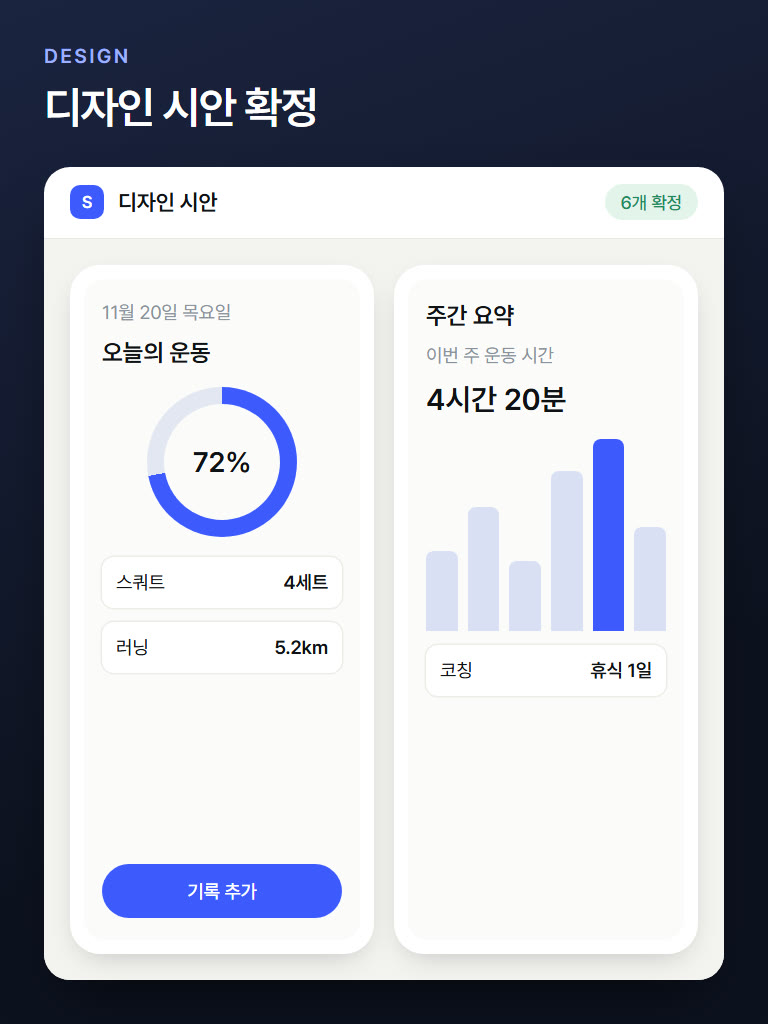 DESIGN
디자인 시안 확정
S 디자인 시안 6개 확정
11월 20일 목요일
오늘의 운동
72%
스쿼트 4세트
러닝 5.2km
기록 추가
주간 요약
이번 주 운동 시간
4시간 20분
코칭 휴식 1일